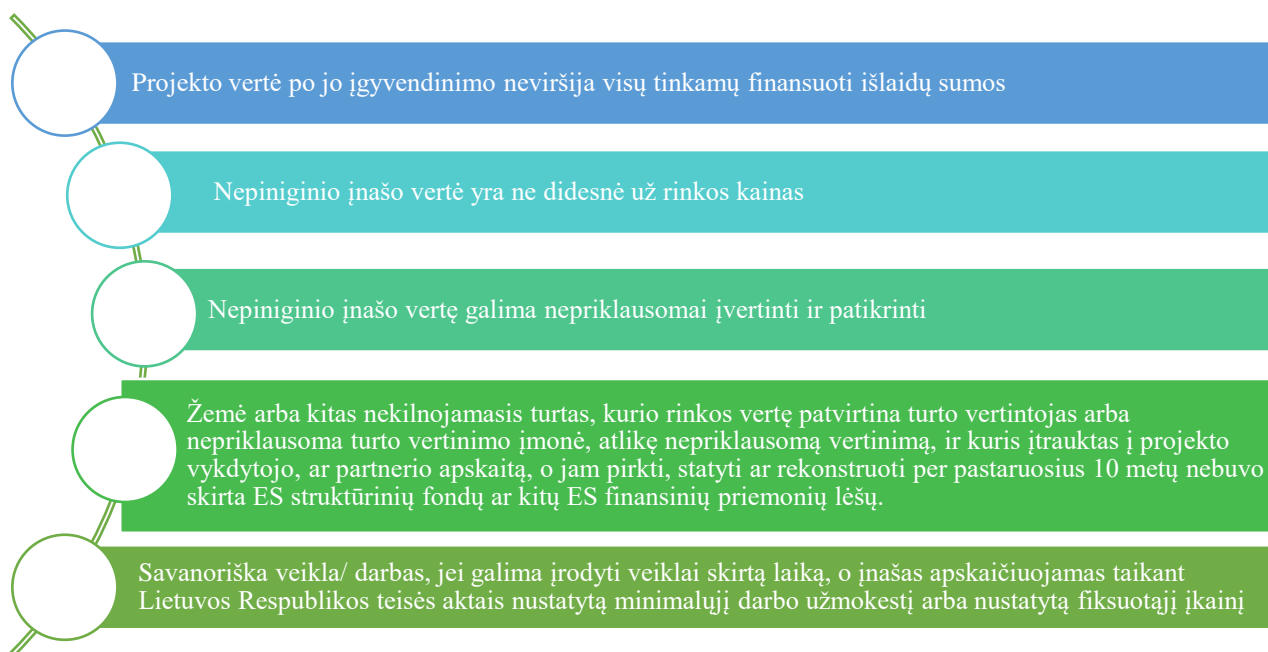 Projekto vertė po jo įgyvendinimo neviršija visų tinkamų finansuoti išlaidų sumos
Nepiniginio įnašo vertė yra ne didesnė už rinkos kainas
Nepiniginio įnašo vertę galima nepriklausomai įvertinti ir patikrinti
Žemė arba kitas nekilnojamasis turtas, kurio rinkos vertę patvirtina turto vertintojas arba
nepriklausoma turto vertinimo įmonė, atlikę nepriklausomą vertinimą, ir kuris įtrauktas į projekto
vykdytojo, ar partnerio apskaitą, o jam pirkti, statyti ar rekonstruoti per pastaruosius 10 metų nebuvo
skirta ES struktūrinių fondų ar kitų ES finansinių priemonių lėšų.
Savanoriška veikla/ darbas, jei galima įrodyti veiklai skirtą laiką, o įnašas apskaičiuojamas taikant
Lietuvos Respublikos teisės aktais nustatytą minimalųjį darbo užmokestį arba nustatytą fiksuotąjį įkainį